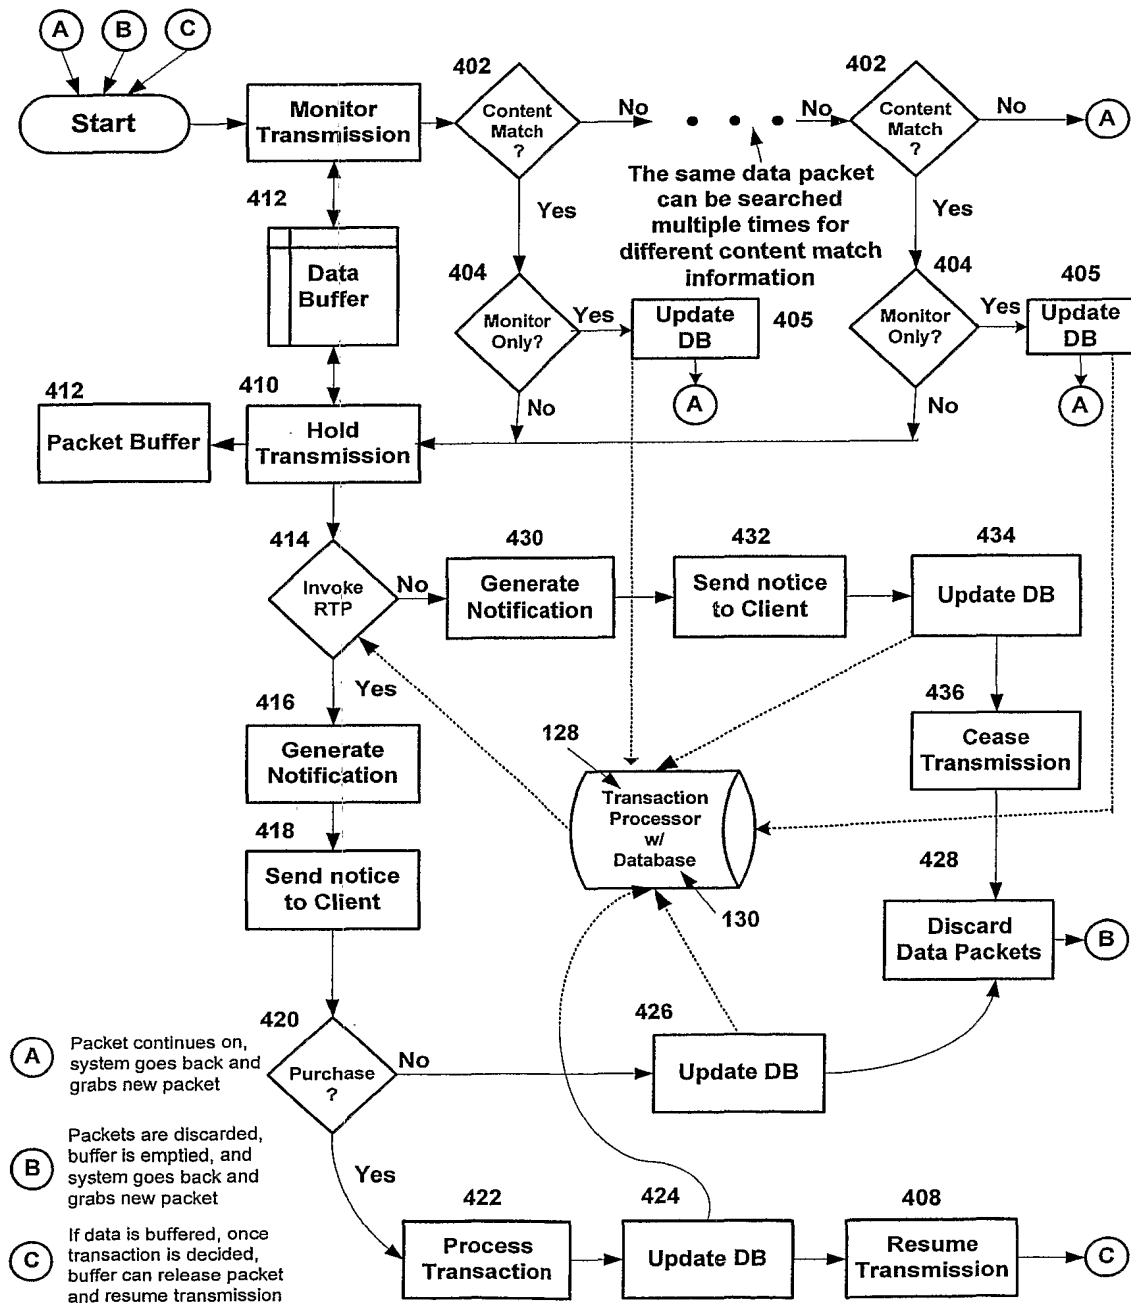 A
B
C
Start
Monitor
Transmission
402
Content
Match
?
No
No
402
Content
Match
?
No
A
The same data packet
can be searched
multiple times for
different content match
information
412
Yes
Yes
Data
Buffer
404
Monitor
Only?
Yes
Update
DB
405
A
404
Monitor
Only?
Yes
405
Update
DB
A
No
No
412
Packet Buffer
410
Hold
Transmission
414
Invoke
RTP
No
430
Generate
Notification
432
Send notice
to Client
434
Update DB
Yes
416
Generate
Notification
436
Cease
Transmission
128
Transaction
Processor
w/
Database
130
418
Send notice
to Client
428
Discard
Data Packets
B
420
Purchase
?
No
426
Update DB
A
Packet continues on,
system goes back and
grabs new packet
B
Packets are discarded,
buffer is emptied, and
system goes back and
grabs new packet
Yes
C
If data is buffered, once
transaction is decided,
buffer can release packet
and resume transmission
422
Process
Transaction
424
Update DB
408
Resume
Transmission
C